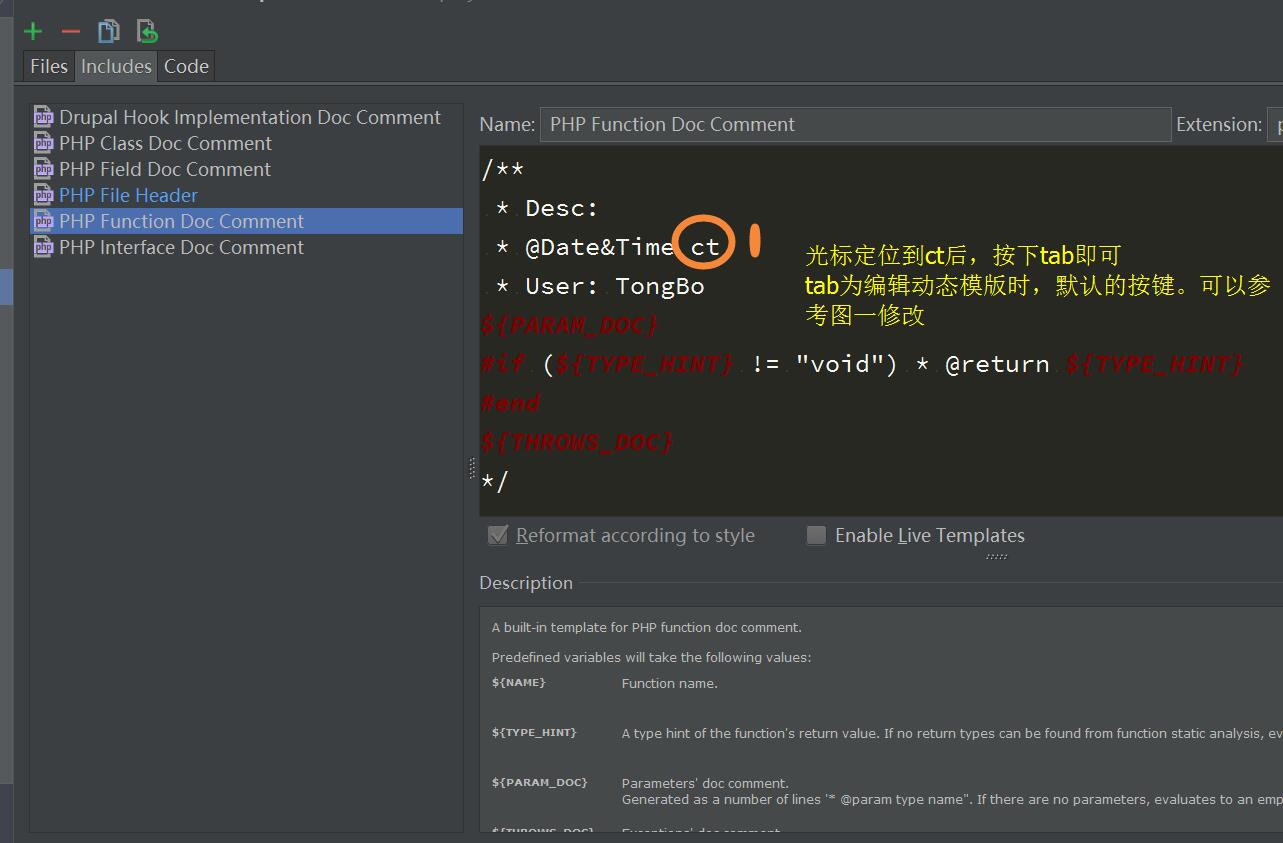 Files Includes Code
Drupal Hook Implementation Doc Comment
PHP Class Doc Comment
PHP Field Doc Comment
PHP File Header
PHP Function Doc Comment
PHP Interface Doc Comment
Name: PHP Function Doc Comment Extension:
/**
* Desc:
* @Date&Time ct
* User: TongBo
${PARAM_DOC}
#if (${TYPE_HINT} != "void") * @return ${TYPE_HINT}
#end
${THROWS_DOC}
*/
光标定位到ct后，按下tab即可
tab为编辑动态模版时，默认的按键。可以参
考图一修改
Reformat according to style Enable Live Templates
Description
A built-in template for PHP function doc comment.
Predefined variables will take the following values:
${NAME} Function name.
${TYPE_HINT} A type hint of the function's return value. If no return types can be found from function static analysis, ev
${PARAM_DOC} Parameters' doc comment.
Generated as a number of lines '* @param type name". If there are no parameters, evaluates to an emp
${THROWS_DOC} Exceptions' doc comment.